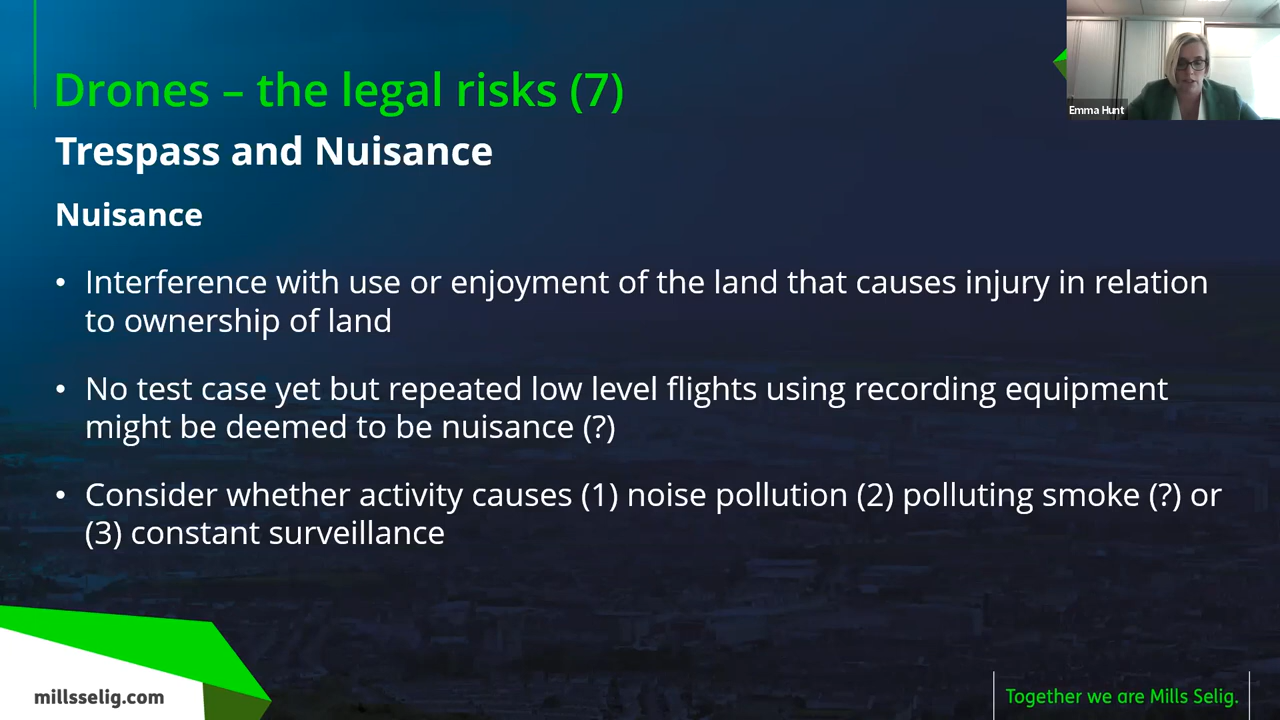 Drones – the legal risks (7)
Emma Hunt
Trespass and Nuisance
Nuisance
• Interference with use or enjoyment of the land that causes injury in relation
to ownership of land
• No test case yet but repeated low level flights using recording equipment
might be deemed to be nuisance (?)
• Consider whether activity causes (1) noise pollution (2) polluting smoke (?) or
(3) constant surveillance
millsselig.com
Together we are Mills Selig.